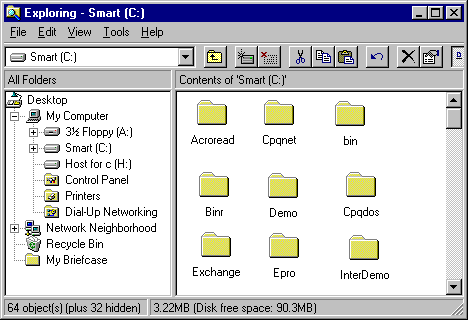 Exploring - Smart (C:)
File Edit View Tools Help
Smart (C:)
All Folders
Contents of 'Smart (C:)'
Desktop
My Computer
3½ Floppy (A:)
Smart (C:)
Host for c (H:)
Control Panel
Printers
Dial-Up Networking
Network Neighborhood
Recycle Bin
My Briefcase
Acroread Cpqnet bin
Binr Demo Cpqdos
Exchange Epro InterDemo
64 object(s) (plus 32 hidden) 3.22MB (Disk free space: 90.3MB)